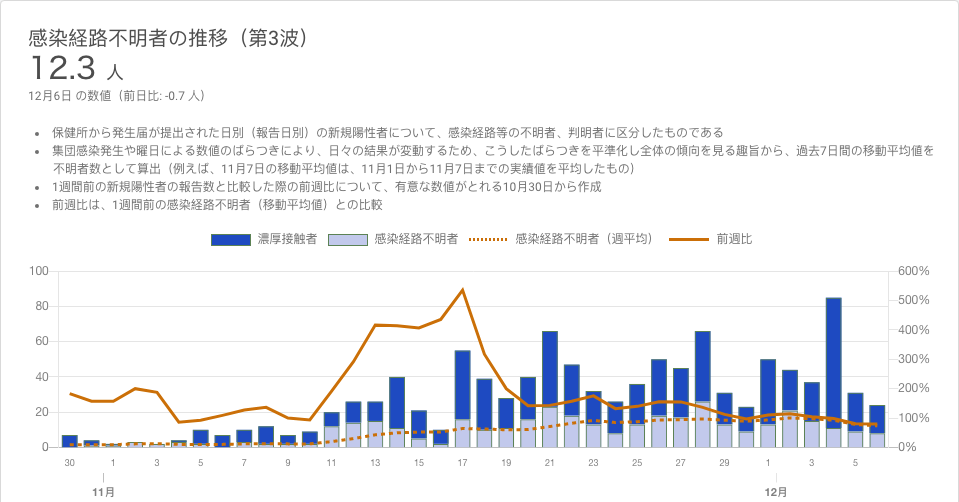 感染経路不明者の推移（第3波）
12.3 人
12月6日 の数値（前日比: -0.7 人）
• 保健所から発生届が提出された日別（報告日別）の新規陽性者について、感染経路等の不明者、判明者に区分したものである
• 集団感染発生や曜日による数値のばらつきにより、日々の結果が変動するため、こうしたばらつきを平準化し全体の傾向を見る趣旨から、過去7日間の移動平均値を
不明者数として算出（例えば、11月7日の移動平均値は、11月1日から11月7日までの実績値を平均したもの）
• 1週間前の新規陽性者の報告数と比較した際の前週比について、有意な数値がとれる10月30日から作成
• 前週比は、1週間前の感染経路不明者（移動平均値）との比較
濃厚接触者 感染経路不明者 感染経路不明者（週平均） 前週比
100 600%
80 500%
60 400%
40 300%
20 200%
0 100%
0%
30 1 3 5 7 9 11 13 15 17 19 21 23 25 27 29 1 3 5
11月 12月